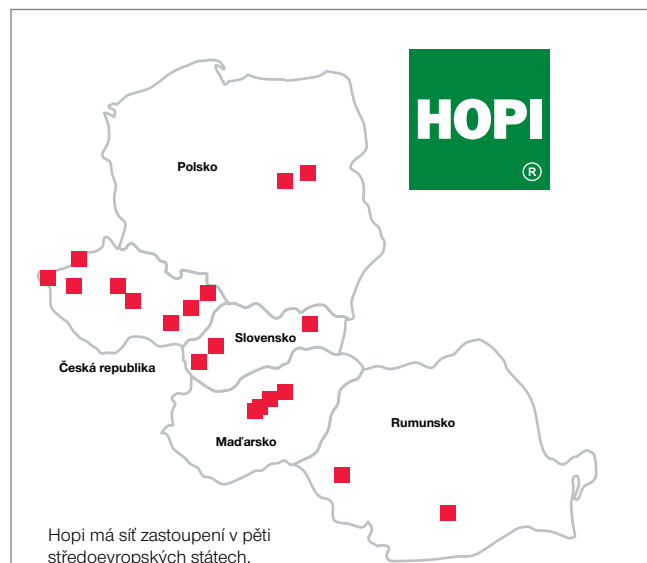 HOPI
®
Polsko
Slovensko
Česká republika
Maďarsko
Rumunsko
Hopi má síť zastoupení v pěti
středoevropských státech.